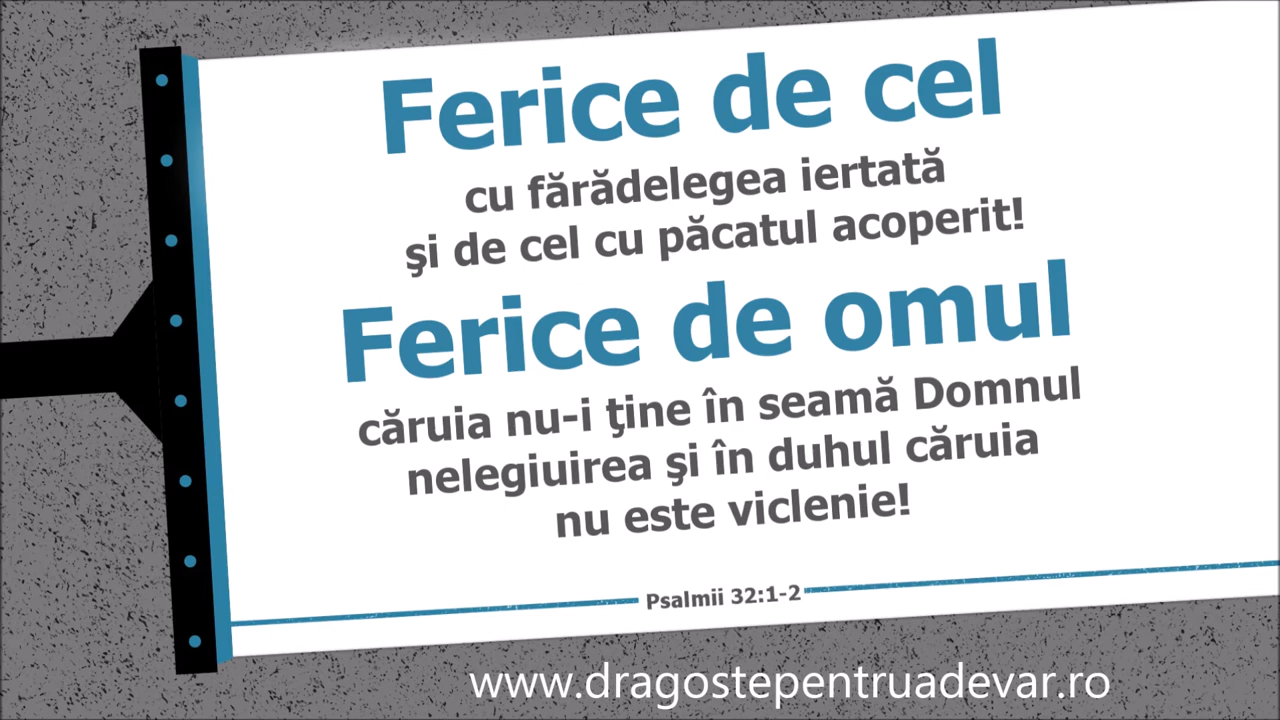 Ferice de cel
cu fărădelegea iertată
şi de cel cu păcatul acoperit!
Ferice de omul
căruia nu-i ţine în seamă Domnul
nelegiuirea şi în duhul căruia
nu este viclenie!
Psalmii 32:1-2
www.dragostepentruadevar.ro